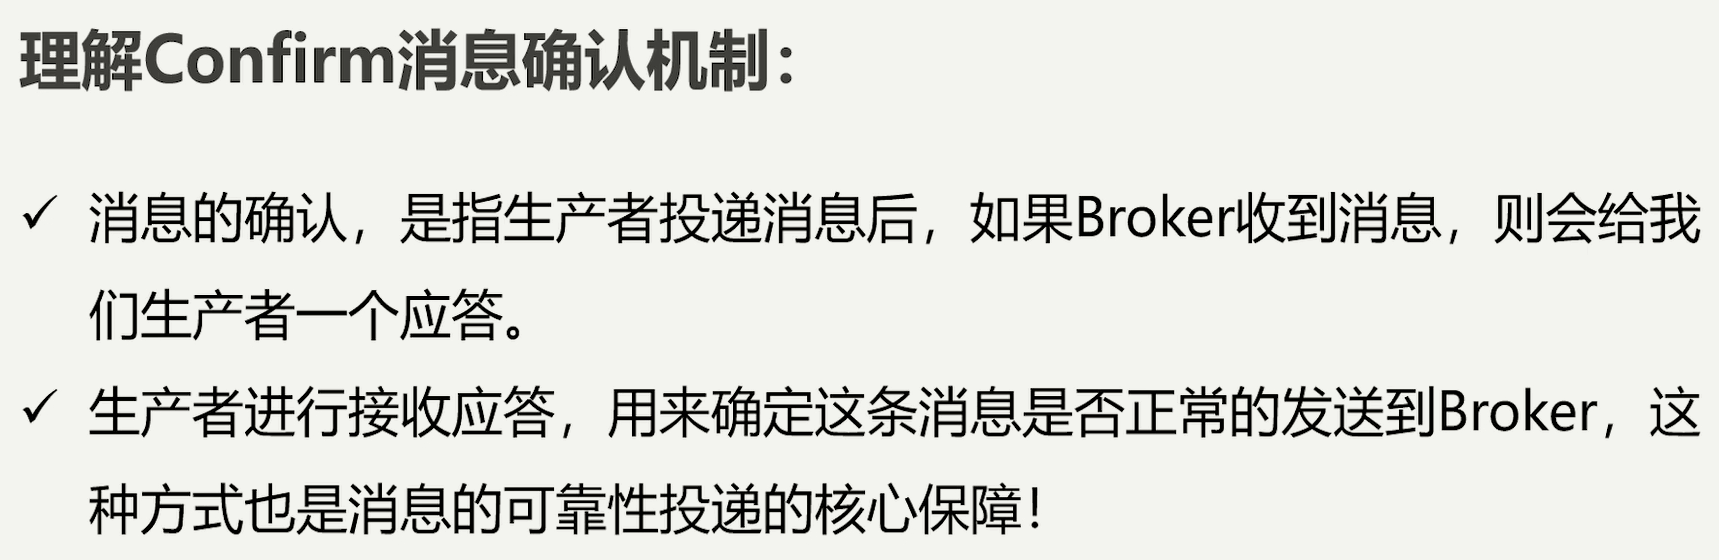 理解Confirm消息确认机制：
✓ 消息的确认，是指生产者投递消息后，如果Broker收到消息，则会给我
们生产者一个应答。
✓ 生产者进行接收应答，用来确定这条消息是否正常的发送到Broker，这
种方式也是消息的可靠性投递的核心保障！